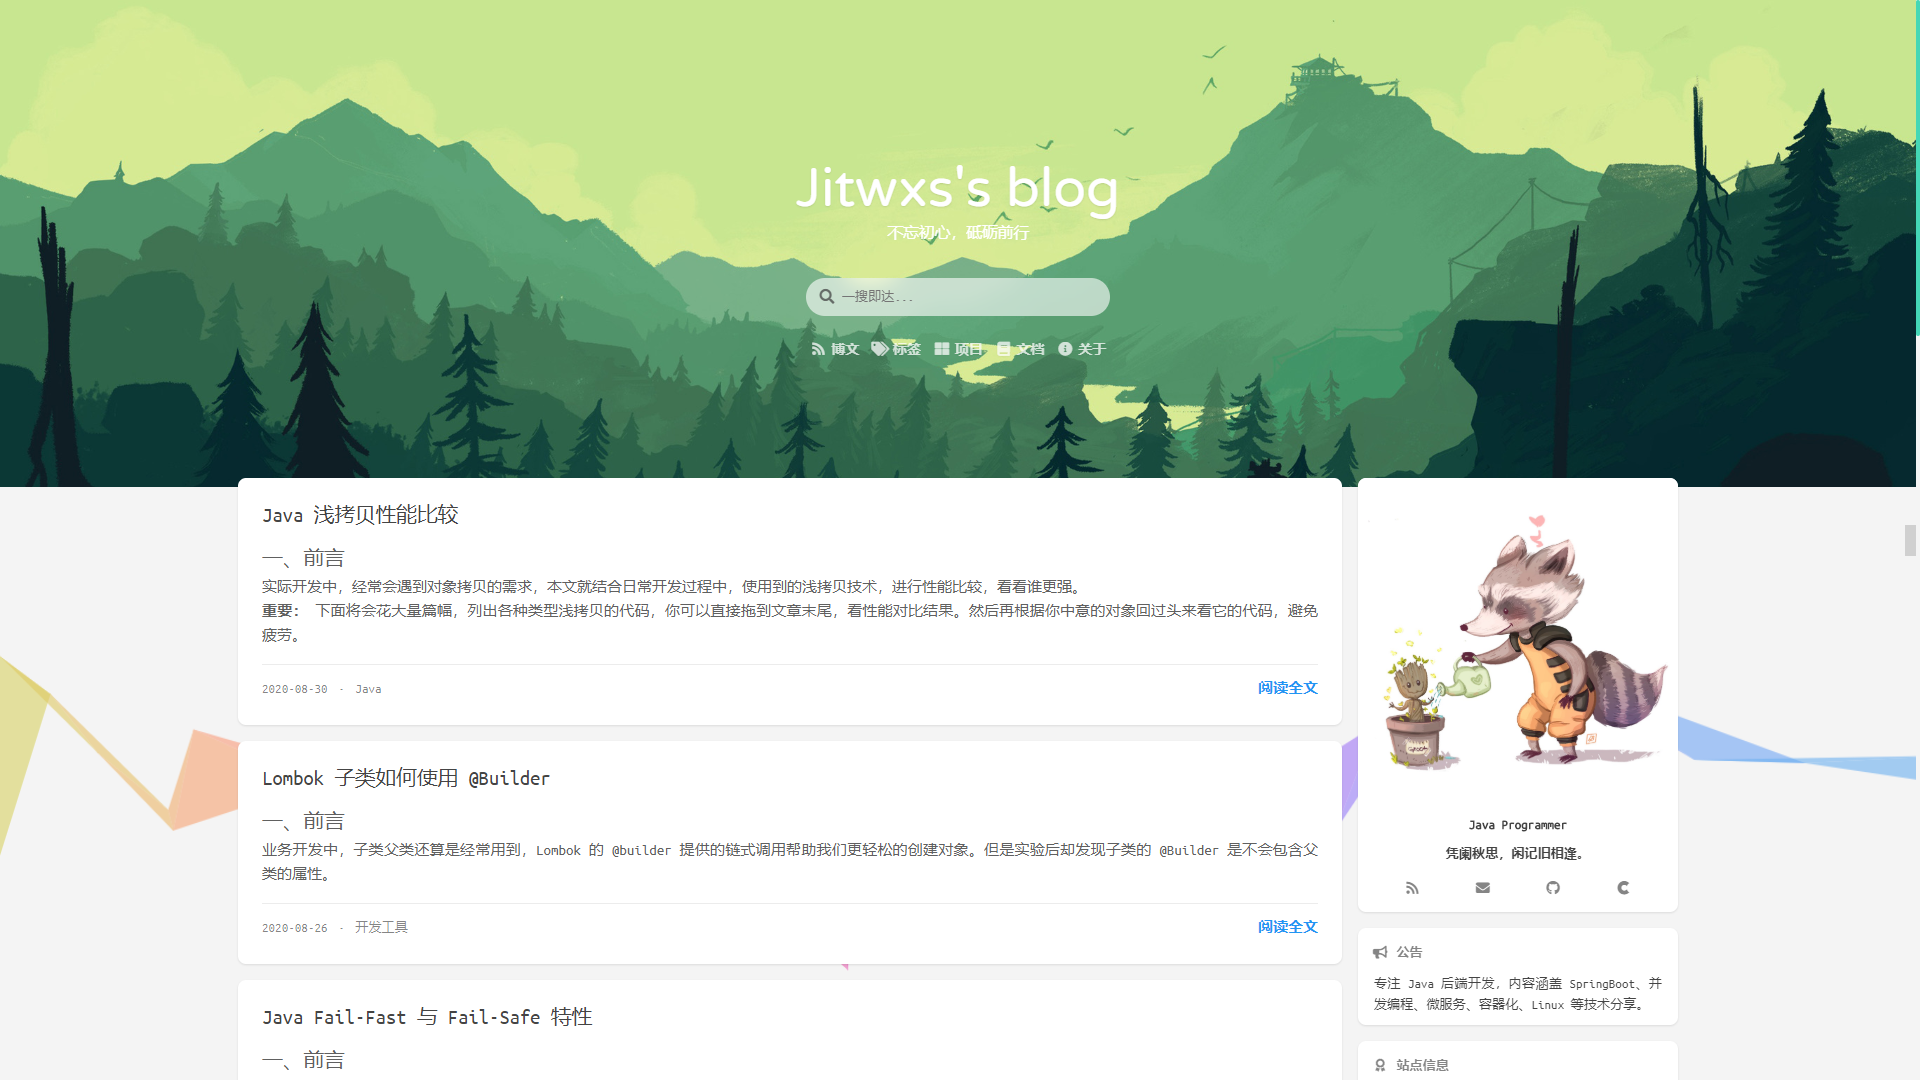 Jitwxs's blog
不忘初心，砥砺前行
一搜即达...
博文 标签 项目 文档 关于
Java 浅拷贝性能比较
一、前言
实际开发中，经常会遇到对象拷贝的需求，本文就结合日常开发过程中，使用到的浅拷贝技术，进行性能比较，看看谁更强。
重要： 下面将会花大量篇幅，列出各种类型浅拷贝的代码，你可以直接拖到文章末尾，看性能对比结果。然后再根据你中意的对象回过头来看它的代码，避免
疲劳。
2020-08-30 · Java
阅读全文
Lombok 子类如何使用 @Builder
一、前言
业务开发中，子类父类还算是经常用到，Lombok 的 @builder 提供的链式调用帮助我们更轻松的创建对象。但是实验后却发现子类的 @Builder 是不会包含父
类的属性。
2020-08-26 · 开发工具
阅读全文
Java Fail-Fast 与 Fail-Safe 特性
一、前言
Java Programmer
凭阑秋思，闲记旧相逢。
公告
专注 Java 后端开发，内容涵盖 SpringBoot、并
发编程、微服务、容器化、Linux 等技术分享。
站点信息